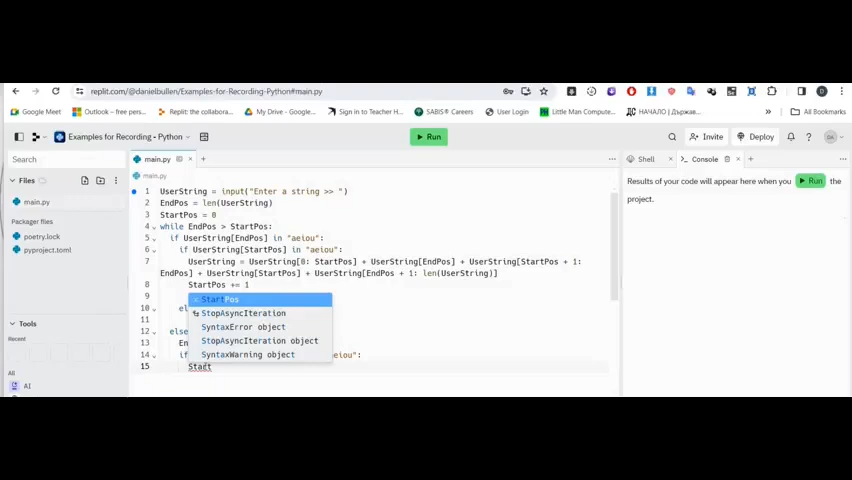 replit.com/@danielbullen/Examples-for-Recording-Python#main.py
Google Meet
Outlook – free pers...
Replit: the collabora...
My Drive - Google...
Sign in to Teacher H...
SABIS® Careers
User Login
Little Man Compute...
НАЧАЛО | Държав...
»
All Bookmarks
Examples for Recording - Python
Run
Invite
Deploy
DA
Search
main.py
Shell
Console
Files
main.py
Results of your code will appear here when you Run the
project.
main.py
Packager files
poetry.lock
pyproject.toml
Tools
Recent
All
AI
1 UserString = input("Enter a string >> ")
2 EndPos = len(UserString)
3 StartPos = 0
4 while EndPos > StartPos:
5 if UserString[EndPos] in "aeiou":
6 if UserString[StartPos] in "aeiou":
7 UserString = UserString[0: StartPos] + UserString[EndPos] + UserString[StartPos + 1:
EndPos] + UserString[StartPos] + UserString[EndPos + 1: len(UserString)]
8 StartPos += 1
9 StartPos
10 el StopAsyncIteration
11 SyntaxError object
12 else StopAsyncIteration object
13 En SyntaxWarning object
14 if eiou":
15 Start